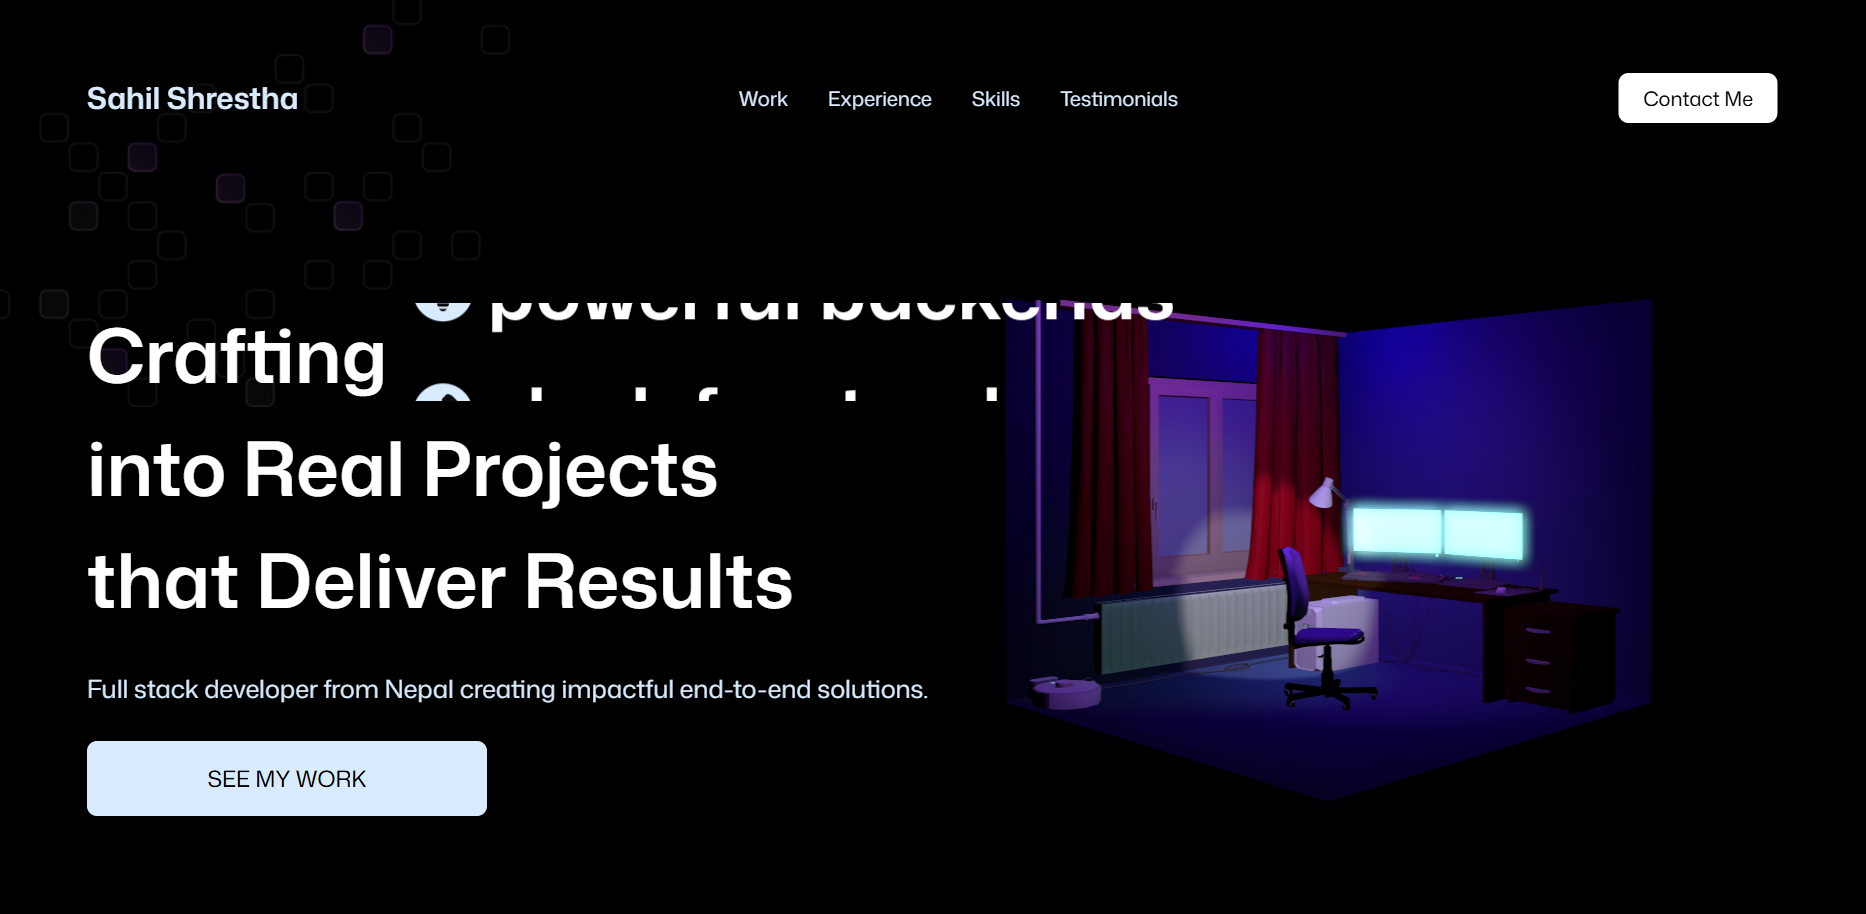 Sahil Shrestha
Work Experience Skills Testimonials
Contact Me
powerful backends
Crafting
into Real Projects
that Deliver Results
Full stack developer from Nepal creating impactful end-to-end solutions.
SEE MY WORK